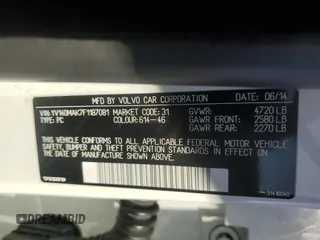 MFD. BY VOLVO CAR CORPORATION DATE: 06/14
VIN: YV140MAK7F1187081 MARKET CODE: 31 GVWR: 4720 LB
TYPE: PC COLOUR: 614-46 GAWR FRONT: 2580 LB
GAWR REAR: 2270 LB
THIS VEHICLE CONFORMS TO ALL APPLICABLE FEDERAL MOTOR VEHICLE
SAFETY, BUMPER AND THEFT PREVENTION STANDARDS IN EFFECT
ON THE DATE OF MANUFACTURE SHOWN ABOVE.
DREAMBID